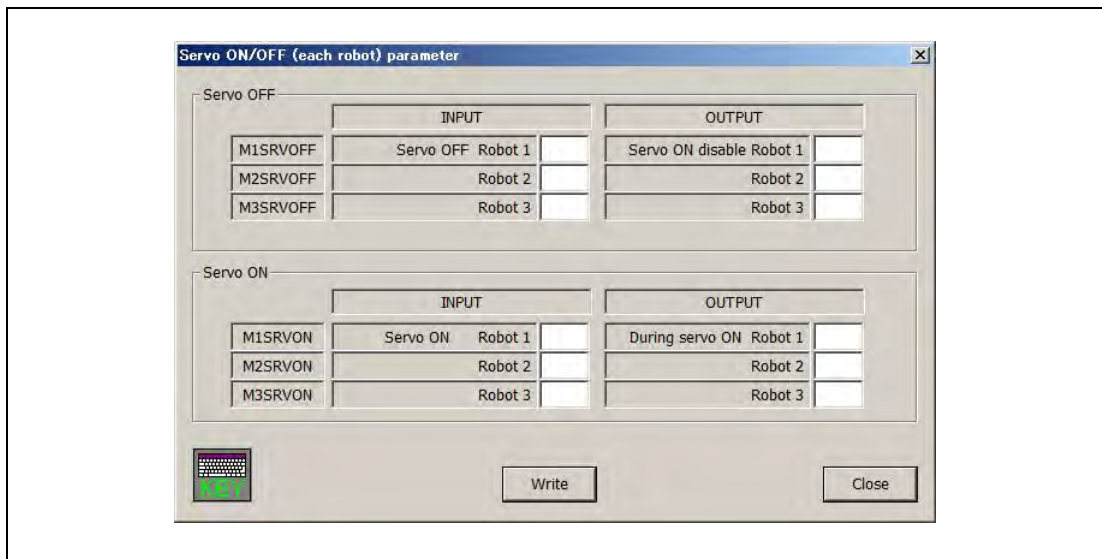 Servo ON/OFF (each robot) parameter
Servo OFF
INPUT OUTPUT
M1SRVOFF Servo OFF Robot 1 Servo ON disable Robot 1
M2SRVOFF Robot 2 Robot 2
M3SRVOFF Robot 3 Robot 3
Servo ON
INPUT OUTPUT
M1SRVON Servo ON Robot 1 During servo ON Robot 1
M2SRVON Robot 2 Robot 2
M3SRVON Robot 3 Robot 3
KEY Write Close